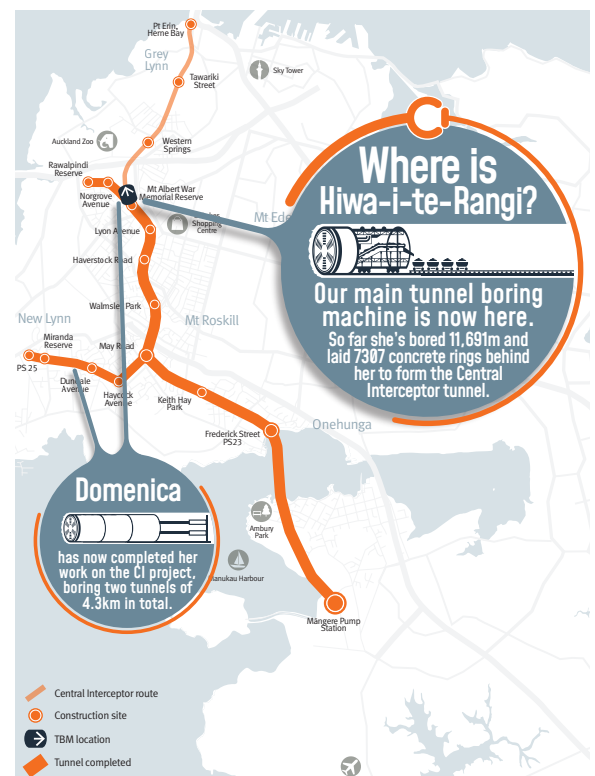 Pt Erin,
Herne Bay
Grey
Lynn
Tawariki
Street
Sky Tower
Auckland Zoo
Western
Springs
Rawalpindi
Reserve
Norgrove
Avenue
Mt Albert War
Memorial Reserve
Shopping
Centre
Lyon Avenue
Haverstock Road
Walmsley Park
New Lynn
Mt Roskill
Miranda
Reserve
May Road
PS 25
Dundale
Avenue
Haycock
Avenue
Keith Hay
Park
Frederick Street
PS23
Onehunga
Ambury
Park
Manukau Harbour
Māngere Pump
Station
Where is
Hiwa-i-te-Rangi?
Our main tunnel boring
machine is now here.
So far she's bored 11,691m and
laid 7307 concrete rings behind
her to form the Central
Interceptor tunnel.
Domenica
has now completed her
work on the CI project,
boring two tunnels of
4.3km in total.
Central Interceptor route
Construction site
TBM location
Tunnel completed